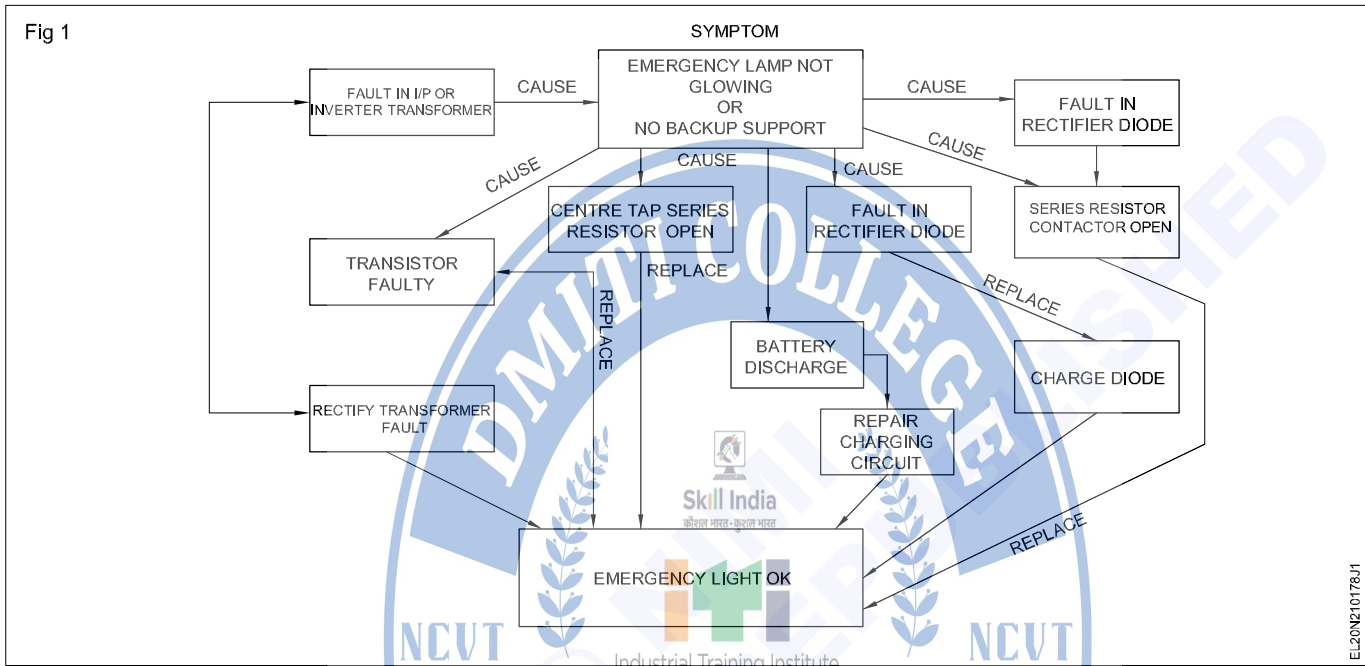 Fig 1
SYMPTOM
EMERGENCY LAMP NOT
GLOWING
OR
NO BACKUP SUPPORT
FAULT IN I/P OR
INVERTER TRANSFORMER
CAUSE
CAUSE
FAULT IN
RECTIFIER DIODE
CAUSE
CAUSE
CAUSE
CAUSE
CENTRE TAP SERIES
RESISTOR OPEN
FAULT IN
RECTIFIER DIODE
SERIES RESISTOR
CONTACTOR OPEN
TRANSISTOR
FAULTY
REPLACE
REPLACE
REPLACE
BATTERY
DISCHARGE
CHARGE DIODE
RECTIFY TRANSFORMER
FAULT
REPAIR
CHARGING
CIRCUIT
REPLACE
EMERGENCY LIGHT OK
DMITI COLLEGE
Skill India
कौशल भारत-कुशल भारत
iTi
Industrial Training Institute
NCVT
NCVT
EL20N210178J1